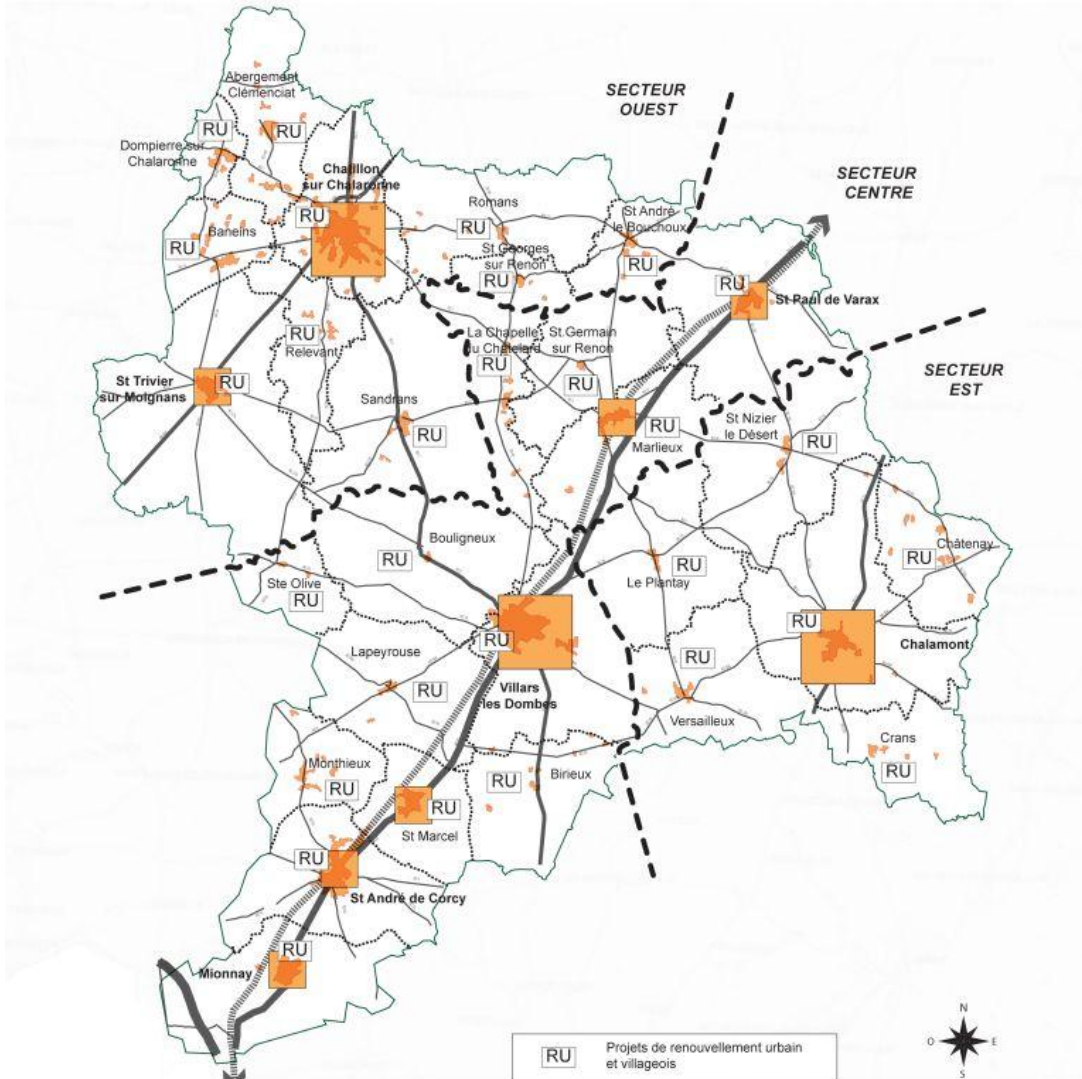 Abergement
Clémenciat
SECTEUR
OUEST
RU
RU
Dompierre sur
Chalaronne
Chatillon
sur Chalaronne
SECTEUR
CENTRE
Romans
St André
le Bouchoux
RU
RU
Baneins
RU
RU
St Georges
sur Renon
RU
RU
RU
St Paul de Varax
RU
Relevant
La Chapelle
du Châtelard
St Germain
sur Renon
SECTEUR
EST
RU
RU
St Trivier
sur Moignans
RU
Sandrans
RU
St Nizier
le Désert
RU
RU
Marlieux
Bouligneux
RU
Châtenay
RU
Ste Olive
RU
Le Plantay
RU
RU
Chalamont
RU
Lapeyrouse
RU
Villars
les Dombes
RU
Versailleux
Crans
RU
Monthieux
RU
RU
Birieux
RU
St Marcel
RU
St André de Corcy
RU
Mionnay
N
O
E
S
RU
Projets de renouvellement urbain
et villageois